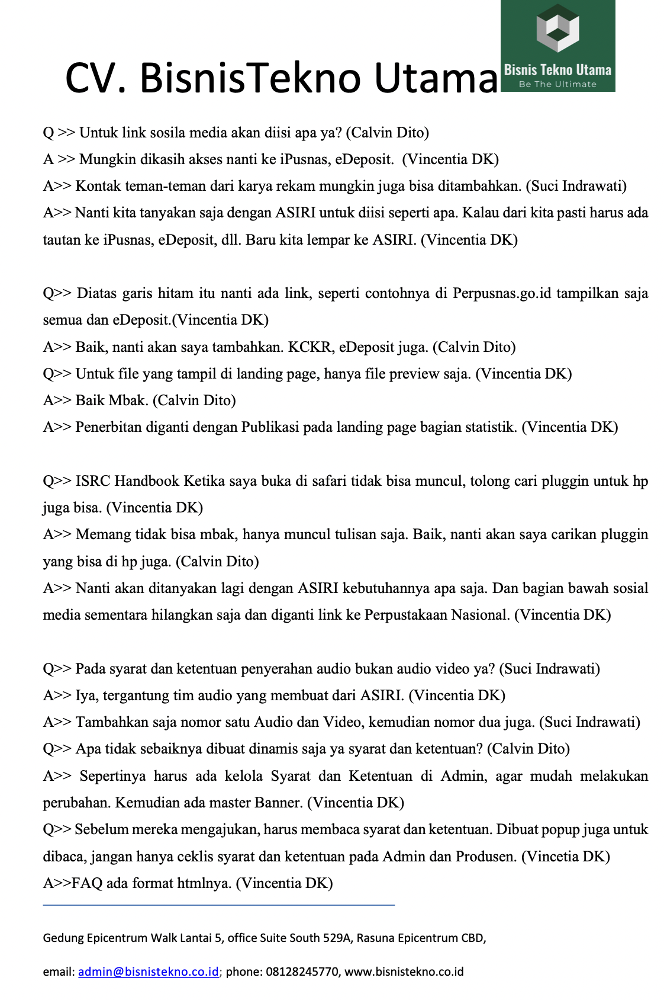 CV. BisnisTekno Utama
Bisnis Tekno Utama
Be The Ultimate
Q >> Untuk link sosila media akan diisi apa ya? (Calvin Dito)
A >> Mungkin dikasih akses nanti ke iPusnas, eDeposit.  (Vincentia DK)
A>> Kontak teman-teman dari karya rekam mungkin juga bisa ditambahkan. (Suci Indrawati)
A>> Nanti kita tanyakan saja dengan ASIRI untuk diisi seperti apa. Kalau dari kita pasti harus ada
tautan ke iPusnas, eDeposit, dll. Baru kita lempar ke ASIRI. (Vincentia DK)
Q>> Diatas garis hitam itu nanti ada link, seperti contohnya di Perpusnas.go.id tampilkan saja
semua dan eDeposit.(Vincentia DK)
A>> Baik, nanti akan saya tambahkan. KCKR, eDeposit juga. (Calvin Dito)
Q>> Untuk file yang tampil di landing page, hanya file preview saja. (Vincentia DK)
A>> Baik Mbak. (Calvin Dito)
A>> Penerbitan diganti dengan Publikasi pada landing page bagian statistik. (Vincentia DK)
Q>> ISRC Handbook Ketika saya buka di safari tidak bisa muncul, tolong cari pluggin untuk hp
juga bisa. (Vincentia DK)
A>> Memang tidak bisa mbak, hanya muncul tulisan saja. Baik, nanti akan saya carikan pluggin
yang bisa di hp juga. (Calvin Dito)
A>> Nanti akan ditanyakan lagi dengan ASIRI kebutuhannya apa saja. Dan bagian bawah sosial
media sementara hilangkan saja dan diganti link ke Perpustakaan Nasional. (Vincentia DK)
Q>> Pada syarat dan ketentuan penyerahan audio bukan audio video ya? (Suci Indrawati)
A>> Iya, tergantung tim audio yang membuat dari ASIRI. (Vincentia DK)
A>> Tambahkan saja nomor satu Audio dan Video, kemudian nomor dua juga. (Suci Indrawati)
Q>> Apa tidak sebaiknya dibuat dinamis saja ya syarat dan ketentuan? (Calvin Dito)
A>> Sepertinya harus ada kelola Syarat dan Ketentuan di Admin, agar mudah melakukan
perubahan. Kemudian ada master Banner. (Vincentia DK)
Q>> Sebelum mereka mengajukan, harus membaca syarat dan ketentuan. Dibuat popup juga untuk
dibaca, jangan hanya ceklis syarat dan ketentuan pada Admin dan Produsen. (Vincetia DK)
A>>FAQ ada format htmlnya. (Vincentia DK)
Gedung Epicentrum Walk Lantai 5, office Suite South 529A, Rasuna Epicentrum CBD,
email: admin@bisnistekno.co.id; phone: 08128245770, www.bisnistekno.co.id